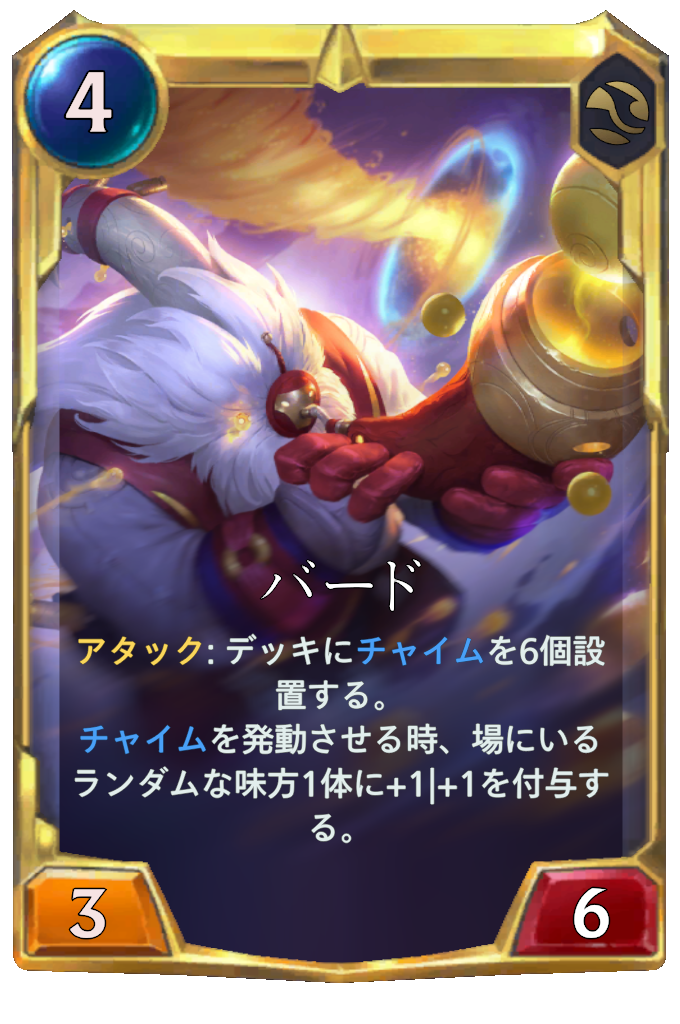 4
バード
アタック: デッキにチャイムを6個設
置する。
チャイムを発動させる時、場にいる
ランダムな味方1体に+1|+1を付与す
る。
3
6